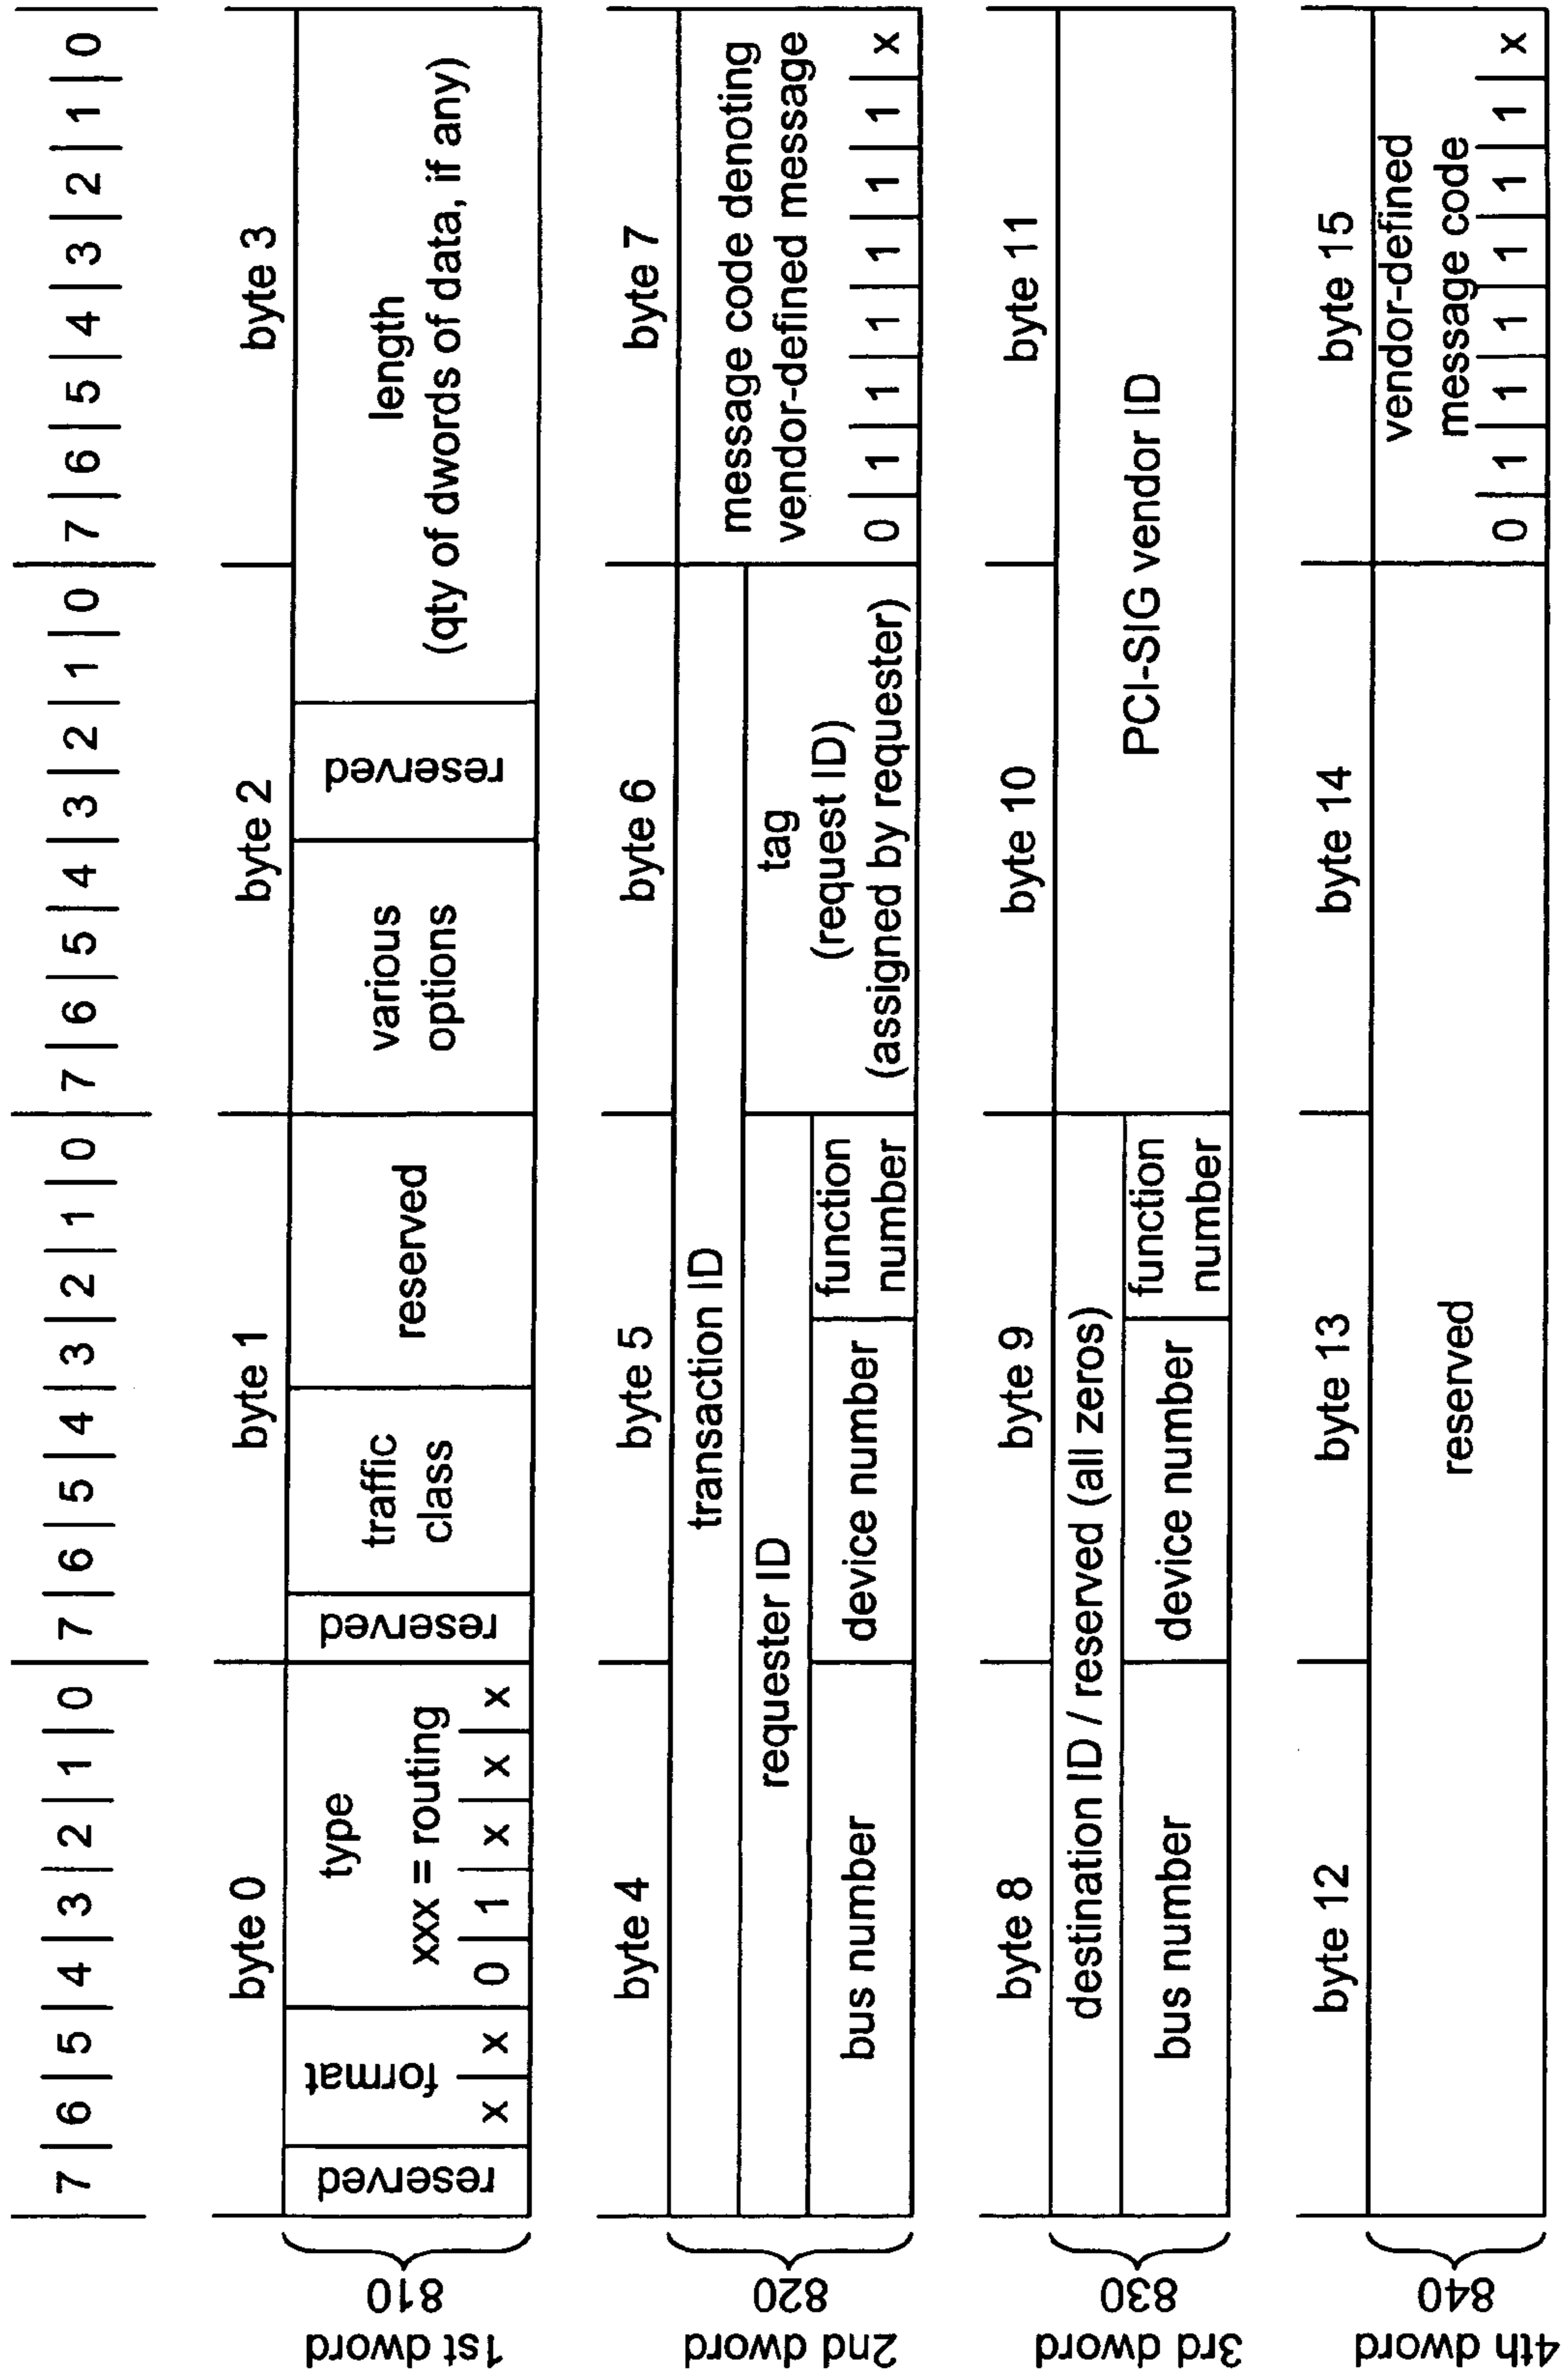 7 | 6 | 5 | 4 | 3 | 2 | 1 | 0 | 7 | 6 | 5 | 4 | 3 | 2 | 1 | 0 | 7 | 6 | 5 | 4 | 3 | 2 | 1 | 0 | 7 | 6 | 5 | 4 | 3 | 2 | 1 | 0
1st dword
810
byte 0
byte 1
byte 2
byte 3
reserved
format
x | x
type
xxx = routing
0 | 1 | x | x | x
reserved
traffic
class
reserved
various
options
reserved
length
(qty of dwords of data, if any)
2nd dword
820
byte 4
byte 5
byte 6
byte 7
transaction ID
requester ID
bus number
device number
function
number
tag
(request ID)
(assigned by requester)
message code denoting
vendor-defined message
0 | 1 | 1 | 1 | 1 | 1 | 1 | x
3rd dword
830
byte 8
byte 9
byte 10
byte 11
destination ID / reserved (all zeros)
bus number
device number
function
number
PCI-SIG vendor ID
4th dword
840
byte 12
byte 13
byte 14
byte 15
reserved
vendor-defined
message code
0 | 1 | 1 | 1 | 1 | 1 | 1 | x